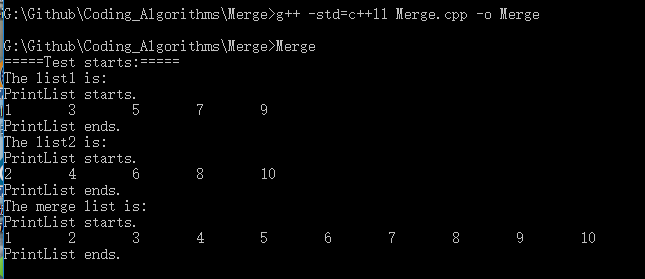 G:\Github\Coding_Algorithms\Merge>g++ -std=c++11 Merge.cpp -o Merge
G:\Github\Coding_Algorithms\Merge>Merge
=====Test starts:=====
The list1 is:
PrintList starts.
1 3 5 7 9
PrintList ends.
The list2 is:
PrintList starts.
2 4 6 8 10
PrintList ends.
The merge list is:
PrintList starts.
1 2 3 4 5 6 7 8 9 10
PrintList ends.